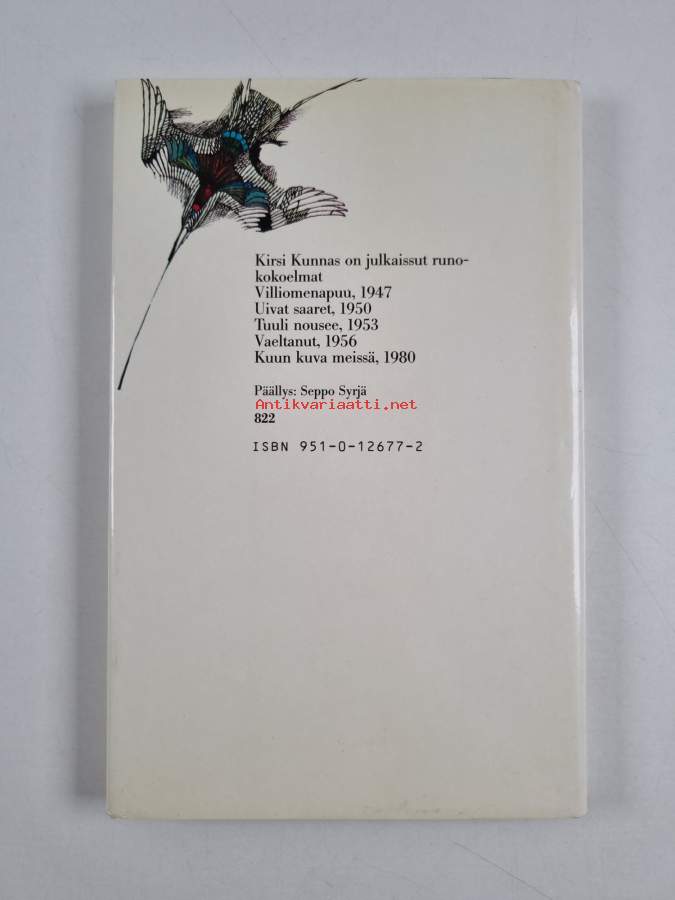 Kirsi Kunnas on julkaissut runo-
kokoelmat
Villiomenapuu, 1947
Uivat saaret, 1950
Tuuli nousee, 1953
Vaeltanut, 1956
Kuun kuva meissä, 1980
Päällys: Seppo Syrjä
Antikvariaatti.net
822
ISBN 951-0-12677-2